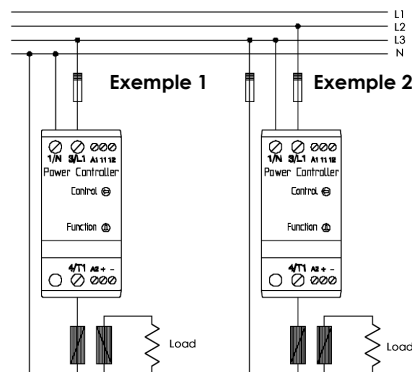 L1
L2
L3
N
Exemple 1
Exemple 2
1/N 3/L1 A1 11 12
Power Controller
Control
Function
4/T1 A2 + -
Load
1/N 3/L1 A1 11 12
Power Controller
Control
Function
4/T1 A2 + -
Load